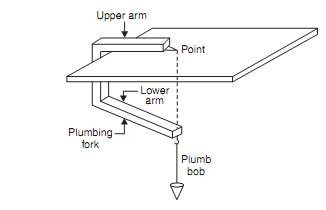 Upper arm
Point
Lower
arm
Plumbing
fork
Plumb
bob